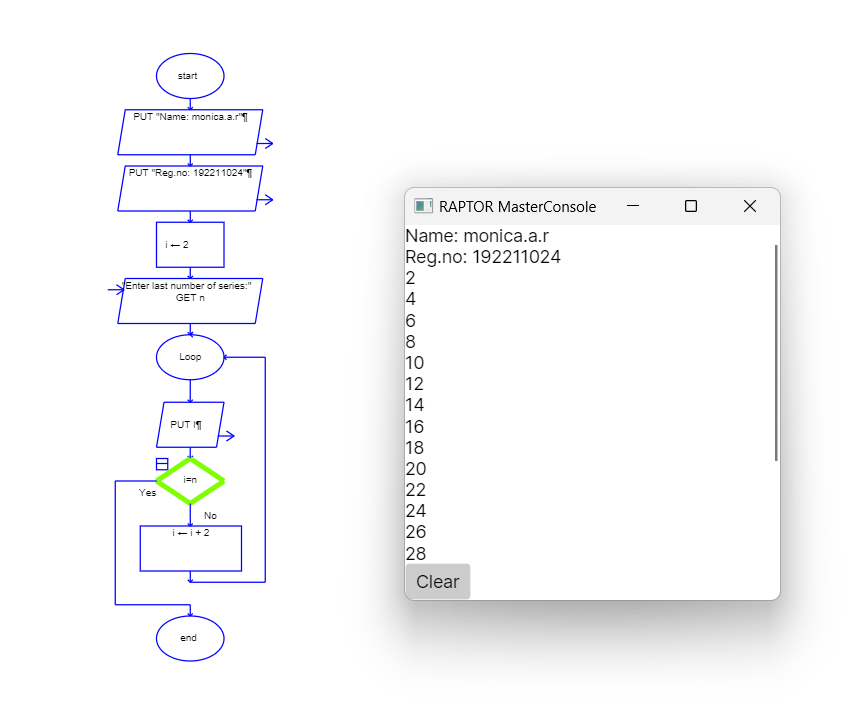 start
PUT "Name: monica.a.r"¶
PUT "Reg.no: 192211024"¶
i ← 2
"Enter last number of series:"
GET n
Loop
PUT I¶
i=n
Yes
No
i ← i + 2
end
RAPTOR MasterConsole
Name: monica.a.r
Reg.no: 192211024
2
4
6
8
10
12
14
16
18
20
22
24
26
28
Clear